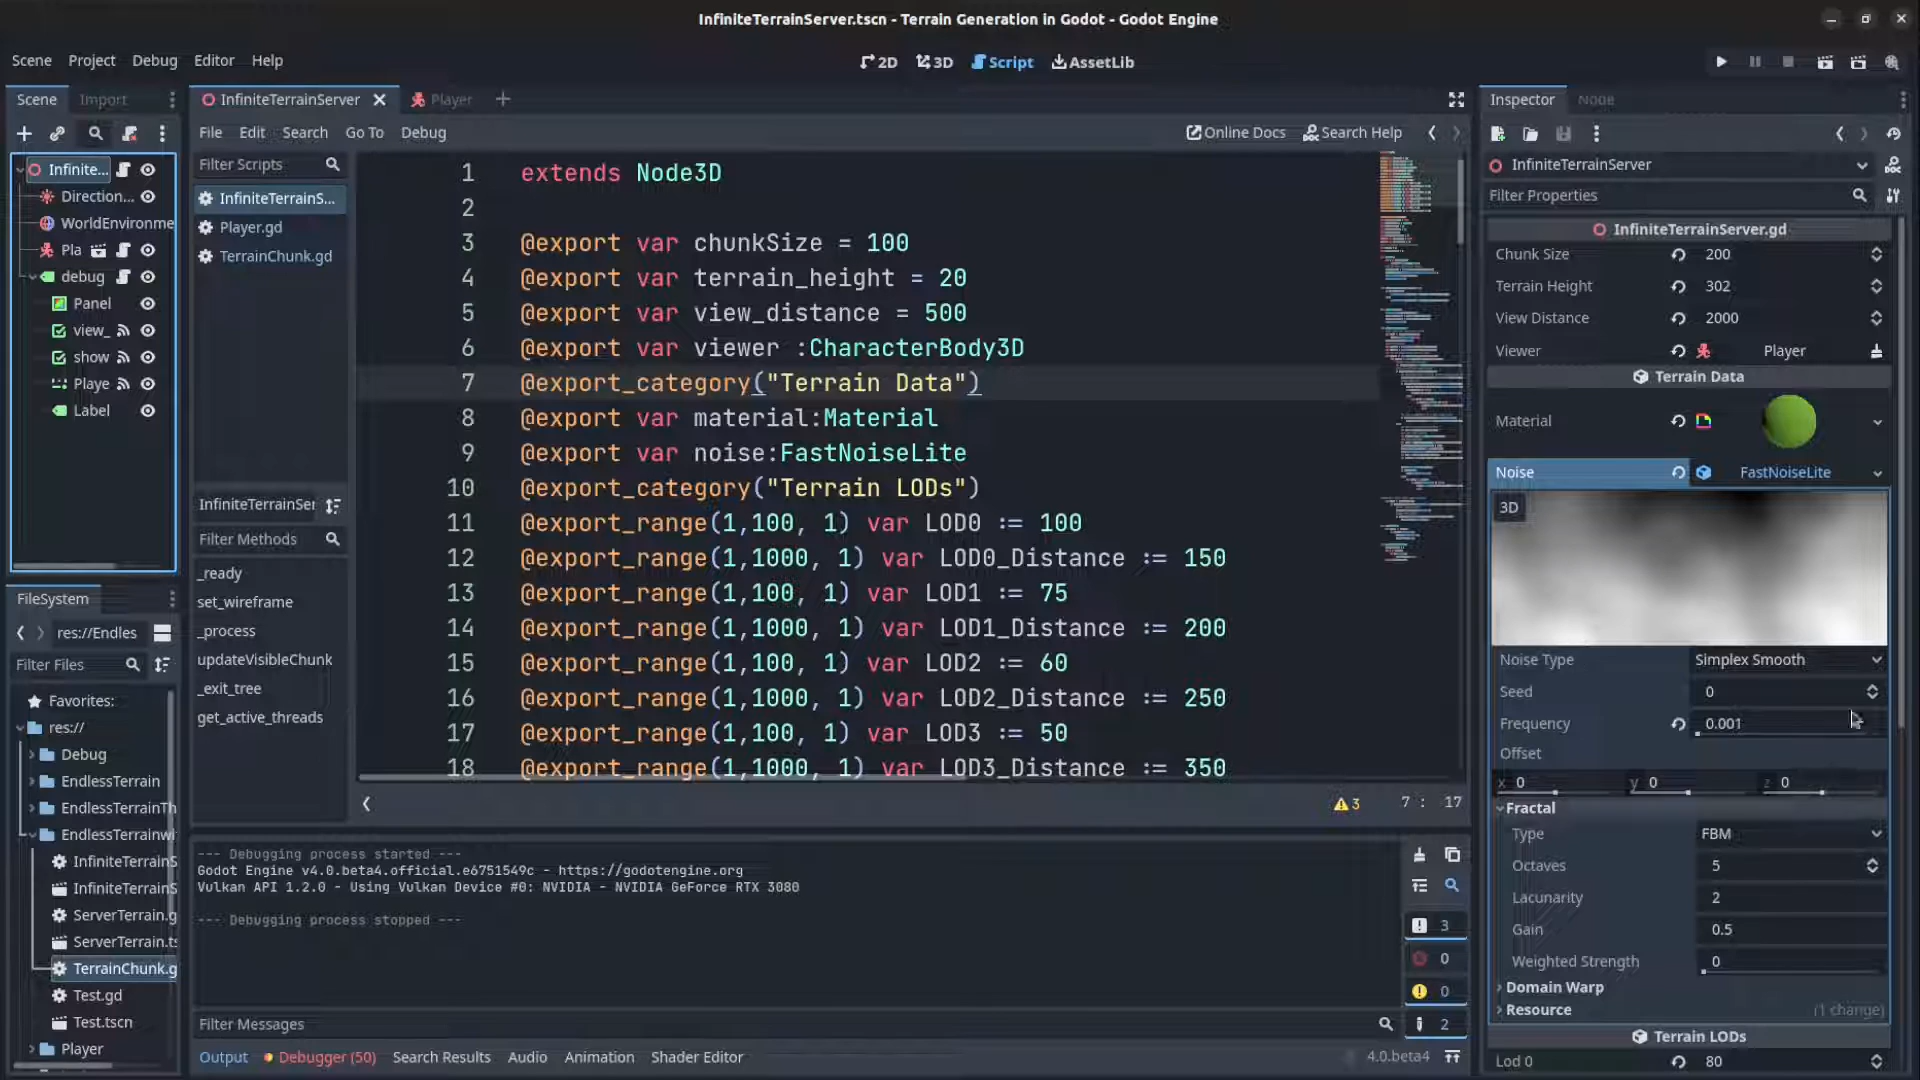 InfiniteTerrainServer.tscn - Terrain Generation in Godot - Godot Engine
Scene Project Debug Editor Help
2D 3D Script AssetLib
Scene Import
Infinite...
Direction...
WorldEnvironme
Pla
debug
Panel
view_
show
Playe
Label
FileSystem
res://Endles
Filter Files
Favorites:
res://
Debug
EndlessTerrain
EndlessTerrainTh
EndlessTerrainwi
InfiniteTerrainS
InfiniteTerrainS
ServerTerrain.g
ServerTerrain.ts
TerrainChunk.g
Test.gd
Test.tscn
Player
InfiniteTerrainServer Player
File Edit Search Go To Debug
Online Docs Search Help
Filter Scripts
InfiniteTerrainS...
Player.gd
TerrainChunk.gd
InfiniteTerrainSer
Filter Methods
_ready
set_wireframe
_process
updateVisibleChunk
_exit_tree
get_active_threads
1 extends Node3D
2
3 @export var chunkSize = 100
4 @export var terrain_height = 20
5 @export var view_distance = 500
6 @export var viewer :CharacterBody3D
7 @export_category("Terrain Data")
8 @export var material:Material
9 @export var noise:FastNoiseLite
10 @export_category("Terrain LODs")
11 @export_range(1,100, 1) var LOD0 := 100
12 @export_range(1,1000, 1) var LOD0_Distance := 150
13 @export_range(1,100, 1) var LOD1 := 75
14 @export_range(1,1000, 1) var LOD1_Distance := 200
15 @export_range(1,100, 1) var LOD2 := 60
16 @export_range(1,1000, 1) var LOD2_Distance := 250
17 @export_range(1,100, 1) var LOD3 := 50
18 @export_range(1,1000, 1) var LOD3_Distance := 350
3 7 : 17
--- Debugging process started ---
Godot Engine v4.0.beta4.official.e6751549c - https://godotengine.org
Vulkan API 1.2.0 - Using Vulkan Device #0: NVIDIA - NVIDIA GeForce RTX 3080
--- Debugging process stopped ---
3
0
0
2
Filter Messages
Output Debugger (50) Search Results Audio Animation Shader Editor
4.0.beta4
Inspector Node
InfiniteTerrainServer
Filter Properties
InfiniteTerrainServer.gd
Chunk Size 200
Terrain Height 302
View Distance 2000
Viewer Player
Terrain Data
Material
Noise FastNoiseLite
3D
Noise Type Simplex Smooth
Seed 0
Frequency 0.001
Offset
x 0 y 0 z 0
Fractal
Type FBM
Octaves 5
Lacunarity 2
Gain 0.5
Weighted Strength 0
Domain Warp
Resource (1 change)
Terrain LODs
Lod 0 80